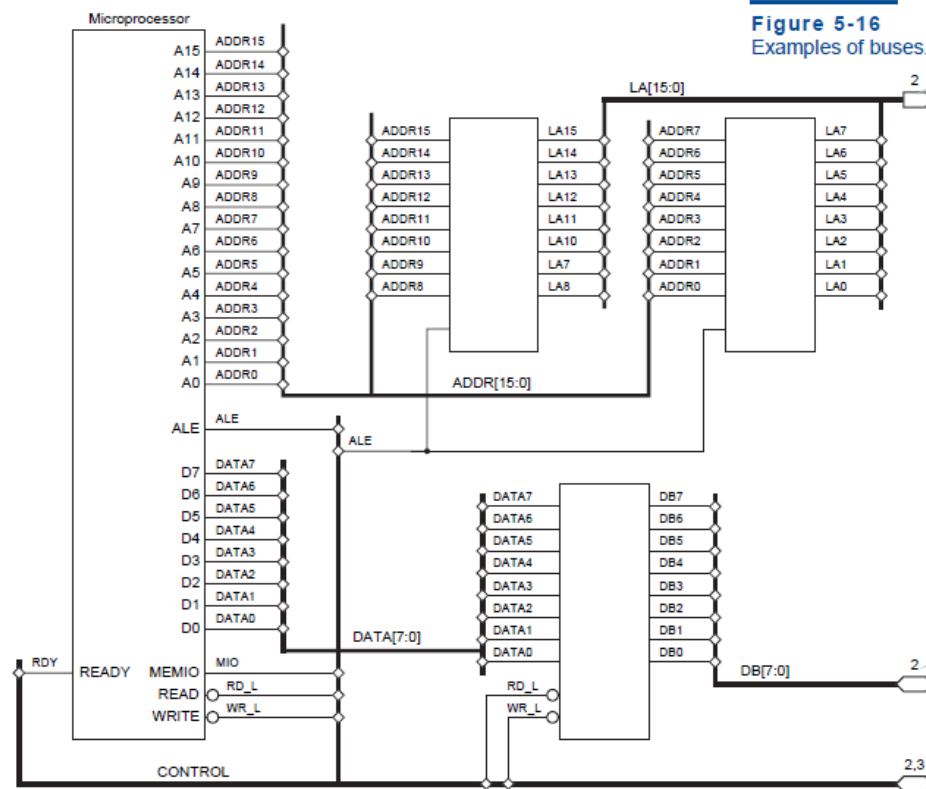 Microprocessor
Figure 5-16
Examples of buses.
A15 ADDR15
A14 ADDR14
A13 ADDR13
A12 ADDR12
A11 ADDR11
A10 ADDR10
A9 ADDR9
A8 ADDR8
A7 ADDR7
A6 ADDR6
A5 ADDR5
A4 ADDR4
A3 ADDR3
A2 ADDR2
A1 ADDR1
A0 ADDR0
ALE ALE
D7 DATA7
D6 DATA6
D5 DATA5
D4 DATA4
D3 DATA3
D2 DATA2
D1 DATA1
D0 DATA0
RDY READY MEMIO MIO
READ RD_L
WRITE WR_L
CONTROL
LA[15:0] 2
ADDR15 LA15
ADDR14 LA14
ADDR13 LA13
ADDR12 LA12
ADDR11 LA11
ADDR10 LA10
ADDR9 LA7
ADDR8 LA8
ADDR7 LA7
ADDR6 LA6
ADDR5 LA5
ADDR4 LA4
ADDR3 LA3
ADDR2 LA2
ADDR1 LA1
ADDR0 LA0
ADDR[15:0]
ALE
DATA7 DB7
DATA6 DB6
DATA5 DB5
DATA4 DB4
DATA3 DB3
DATA2 DB2
DATA1 DB1
DATA0 DB0
DATA[7:0]
RD_L
WR_L
DB[7:0] 2
2,3